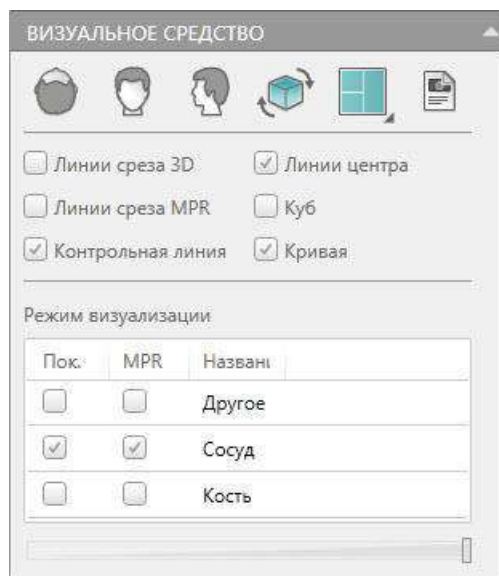 ВИЗУАЛЬНОЕ СРЕДСТВО
Линии среза 3D Линии центра
Линии среза MPR Куб
Контрольная линия Кривая
Режим визуализации
Пок. MPR Названи
Другое
Сосуд
Кость